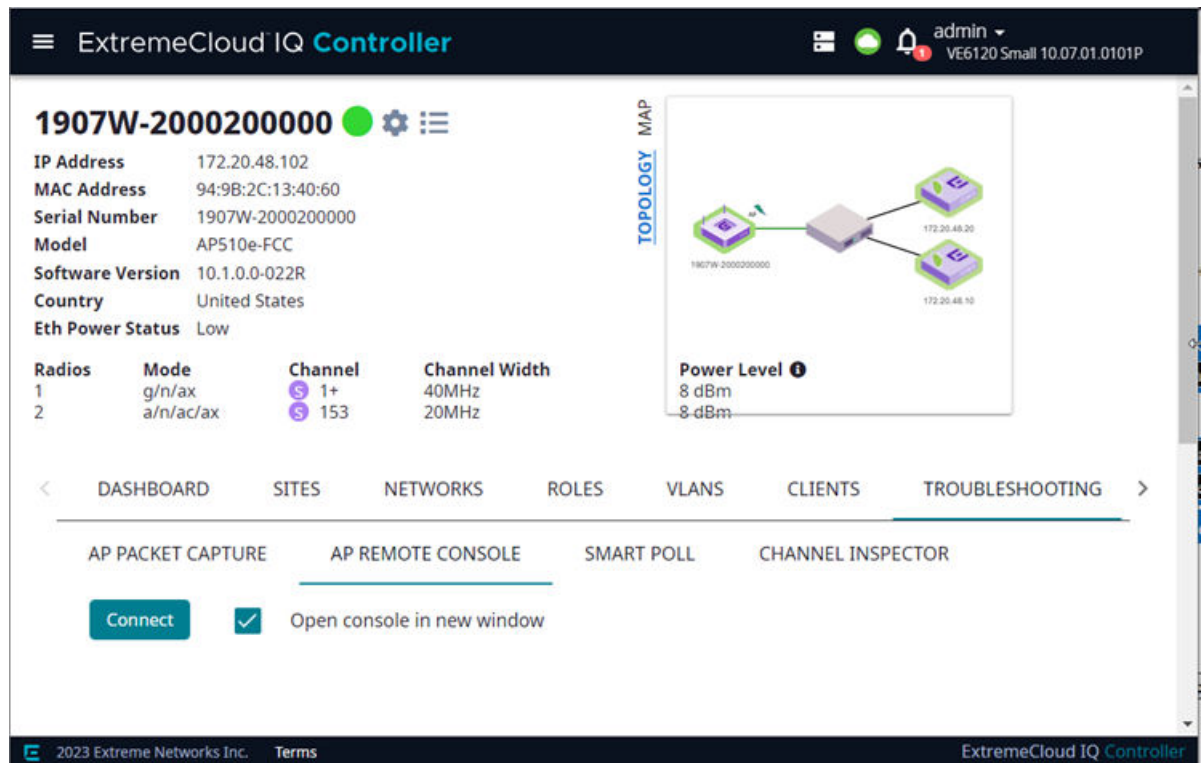 ExtremeCloud IQ Controller
1
admin
VE6120 Small 10.07.01.0101P
1907W-2000200000
IP Address 172.20.48.102
MAC Address 94:9B:2C:13:40:60
Serial Number 1907W-2000200000
Model AP510e-FCC
Software Version 10.1.0.0-022R
Country United States
Eth Power Status Low
MAP
TOPOLOGY
AP
1907W-2000200000
172.20.48.20
172.20.48.10
Radios Mode Channel Channel Width Power Level
1 g/n/ax S 1+ 40MHz 8 dBm
2 a/n/ac/ax S 153 20MHz 8 dBm
DASHBOARD SITES NETWORKS ROLES VLANS CLIENTS TROUBLESHOOTING
AP PACKET CAPTURE AP REMOTE CONSOLE SMART POLL CHANNEL INSPECTOR
Connect Open console in new window
2023 Extreme Networks Inc. Terms ExtremeCloud IQ Controller